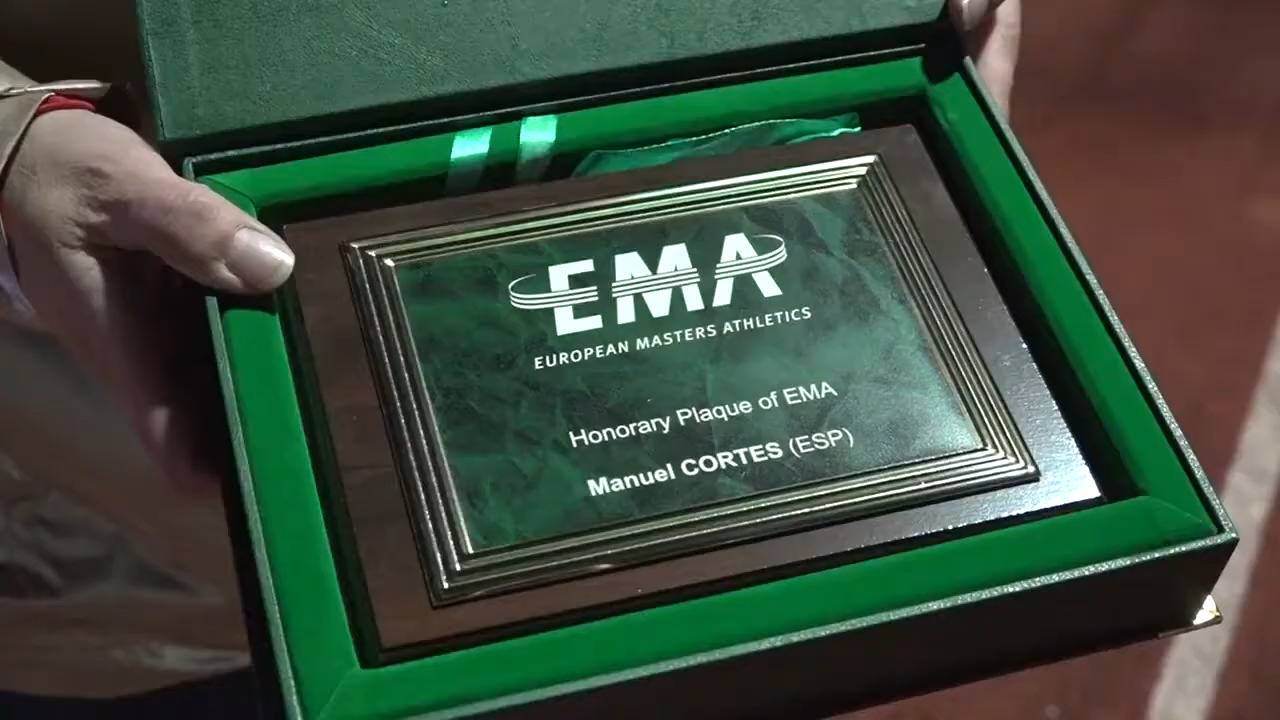 EMA
EUROPEAN MASTERS ATHLETICS
Honorary Plaque of EMA
Manuel CORTES (ESP)